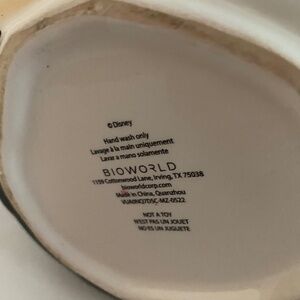 © Disney
Hand wash only
Lavage à la main uniquement
Lavar a mano solamente
BIOWORLD
1159 Cottonwood Lane, Irving, TX 75038
bioworldcorp.com
Made in China, Quanzhou
NOT A TOY
N'EST PAS UN JOUET
NO ES UN JUGUETE